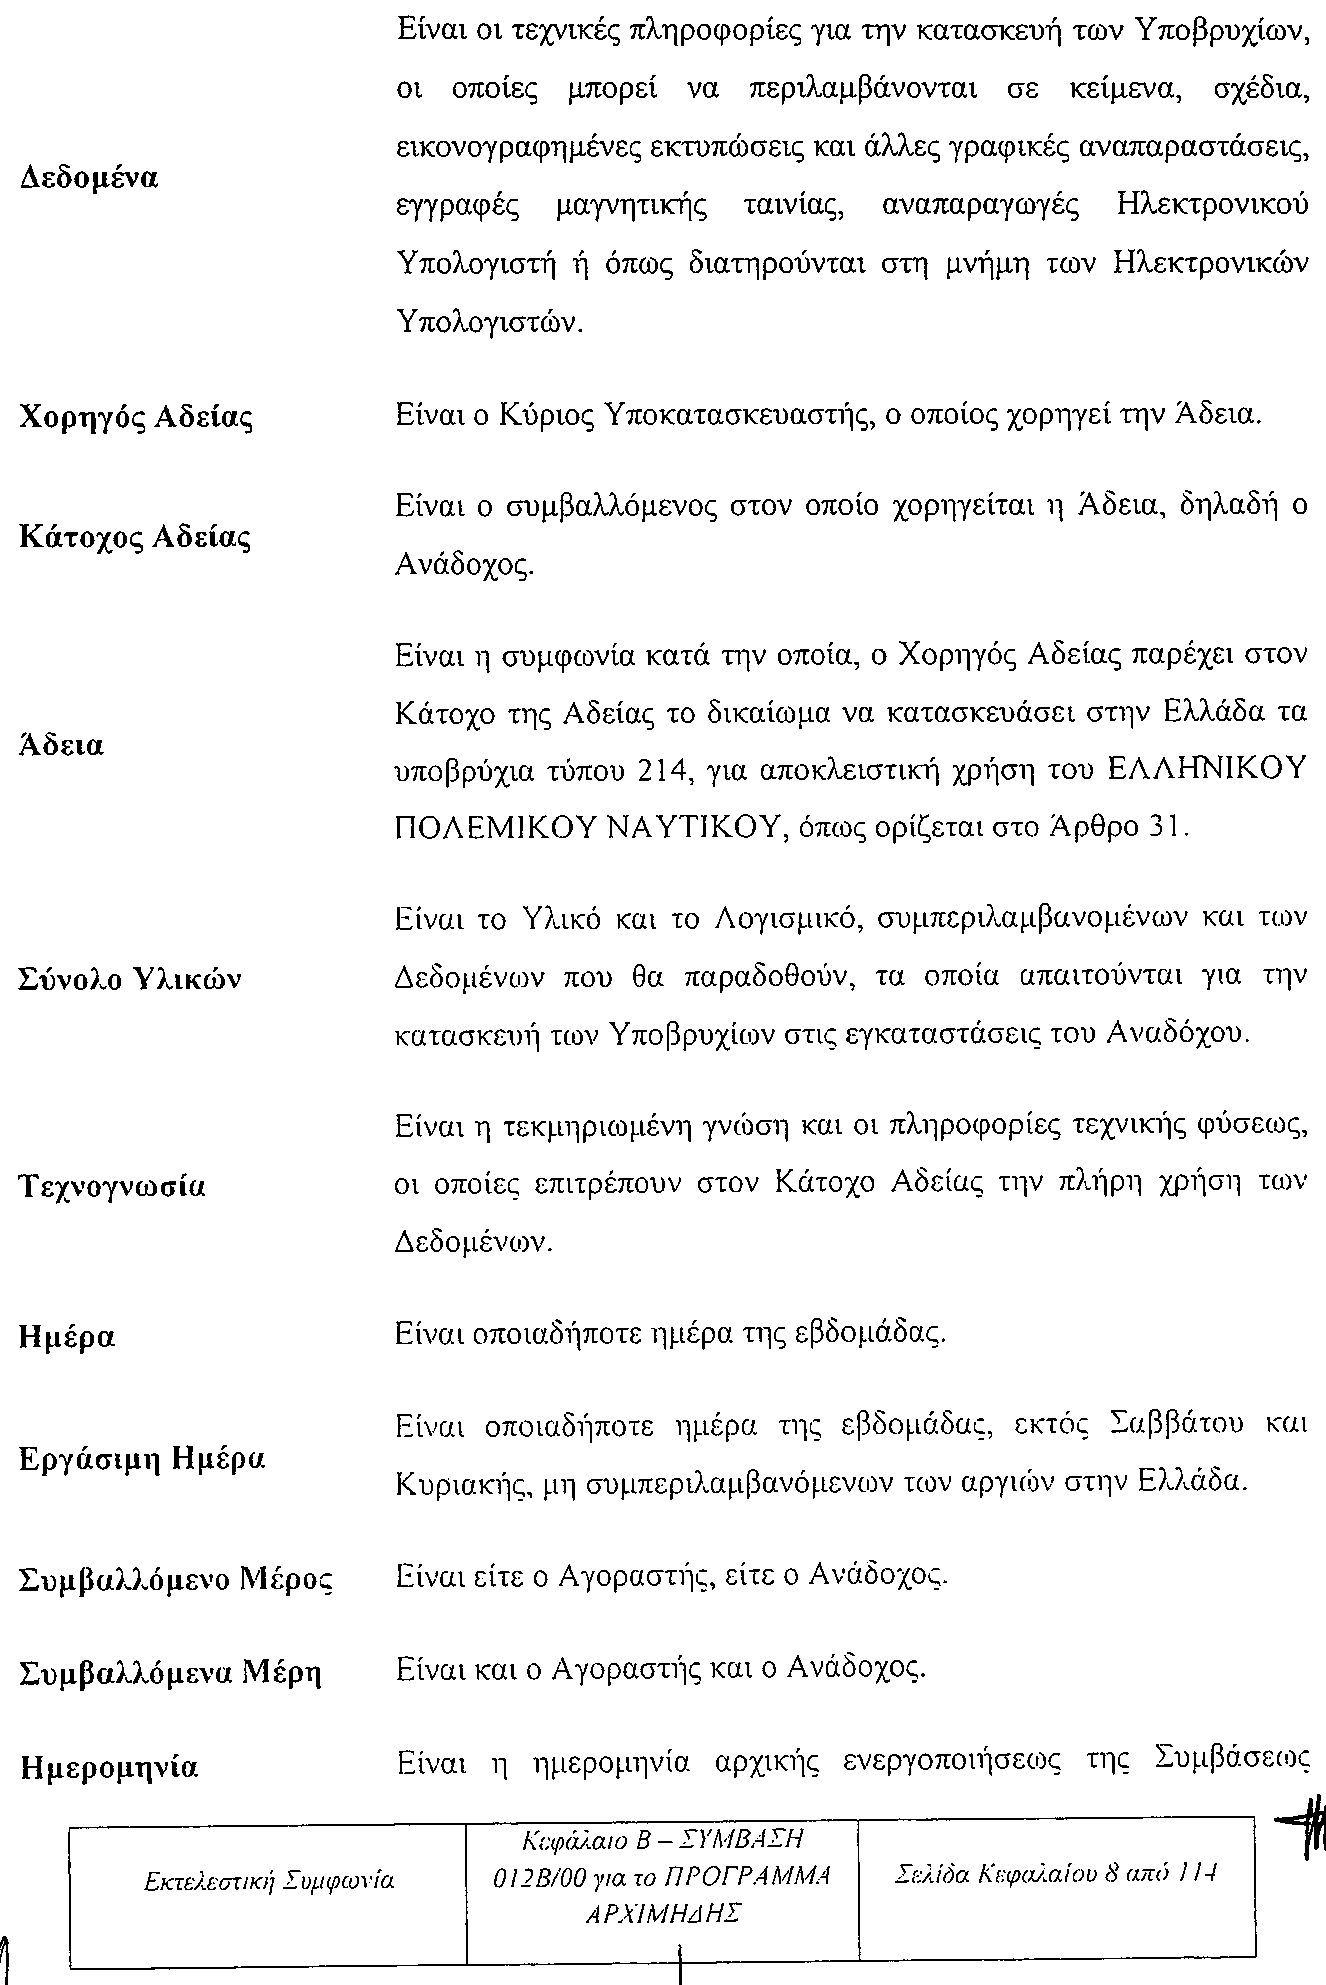 Είναι οι τεχνικές πληροφορίες για την κατασκευή των Υποβρυχίων,
οι οποίες μπορεί να περιλαμβάνονται σε κείμενα, σχέδια,
εικονογραφημένες εκτυπώσεις και άλλες γραφικές αναπαραστάσεις,
Δεδομένα
εγγραφές μαγνητικής ταινίας, αναπαραγωγές Ηλεκτρονικού
Υπολογιστή ή όπως διατηρούνται στη μνήμη των Ηλεκτρονικών
Υπολογιστών.
Χορηγός Αδείας Είναι ο Κύριος Υποκατασκευαστής, ο οποίος χορηγεί την Άδεια.
Είναι ο συμβαλλόμενος στον οποίο χορηγείται η Άδεια, δηλαδή ο
Κάτοχος Αδείας
Ανάδοχος.
Είναι η συμφωνία κατά την οποία, ο Χορηγός Αδείας παρέχει στον
Κάτοχο της Αδείας το δικαίωμα να κατασκευάσει στην Ελλάδα τα
Άδεια
υποβρύχια τύπου 214, για αποκλειστική χρήση του ΕΛΛΗΝΙΚΟΥ
ΠΟΛΕΜΙΚΟΥ ΝΑΥΤΙΚΟΥ, όπως ορίζεται στο Άρθρο 31.
Είναι το Υλικό και το Λογισμικό, συμπεριλαμβανομένων και των
Σύνολο Υλικών Δεδομένων που θα παραδοθούν, τα οποία απαιτούνται για την
κατασκευή των Υποβρυχίων στις εγκαταστάσεις του Αναδόχου.
Είναι η τεκμηριωμένη γνώση και οι πληροφορίες τεχνικής φύσεως,
Τεχνογνωσία οι οποίες επιτρέπουν στον Κάτοχο Αδείας την πλήρη χρήση των
Δεδομένων.
Ημέρα Είναι οποιαδήποτε ημέρα της εβδομάδας.
Είναι οποιαδήποτε ημέρα της εβδομάδας, εκτός Σαββάτου και
Εργάσιμη Ημέρα
Κυριακής, μη συμπεριλαμβανόμενων των αργιών στην Ελλάδα.
Συμβαλλόμενο Μέρος Είναι είτε ο Αγοραστής, είτε ο Ανάδοχος.
Συμβαλλόμενα Μέρη Είναι και ο Αγοραστής και ο Ανάδοχος.
Ημερομηνία Είναι η ημερομηνία αρχικής ενεργοποιήσεως της Συμβάσεως
Κεφάλαιο Β – ΣΥΜΒΑΣΗ
Εκτελεστική Συμφωνία 012Β/00 για το ΠΡΟΓΡΑΜΜΑ Σελίδα Κεφαλαίου 8 από 114
ΑΡΧΙΜΗΔΗΣ